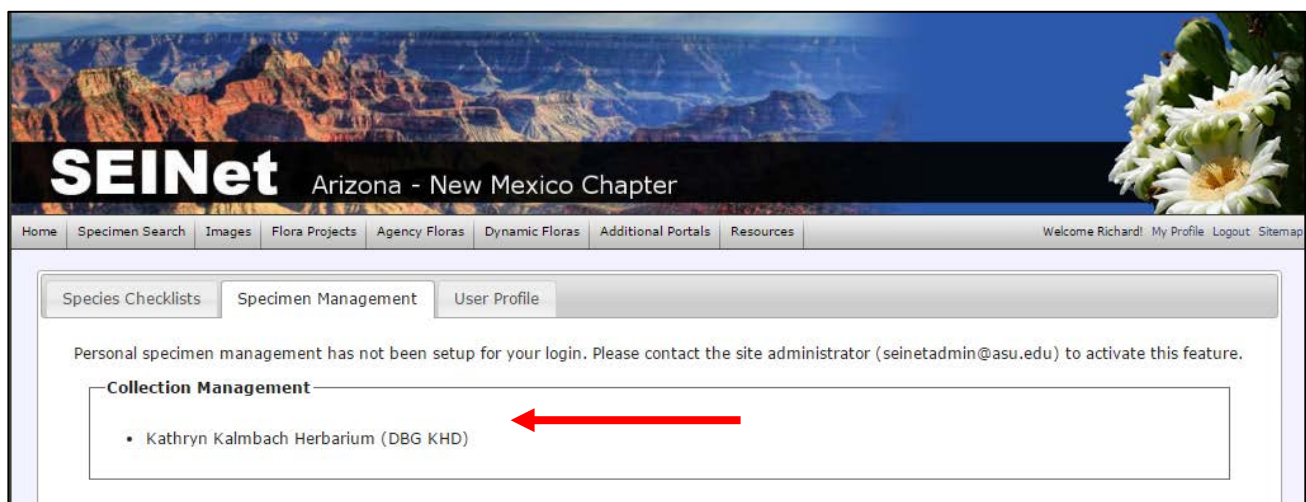 SEINet Arizona - New Mexico Chapter
Home Specimen Search Images Flora Projects Agency Floras Dynamic Floras Additional Portals Resources Welcome Richard! My Profile Logout Sitemap
Species Checklists Specimen Management User Profile
Personal specimen management has not been setup for your login. Please contact the site administrator (seinetadmin@asu.edu) to activate this feature.
Collection Management
• Kathryn Kalmbach Herbarium (DBG KHD)